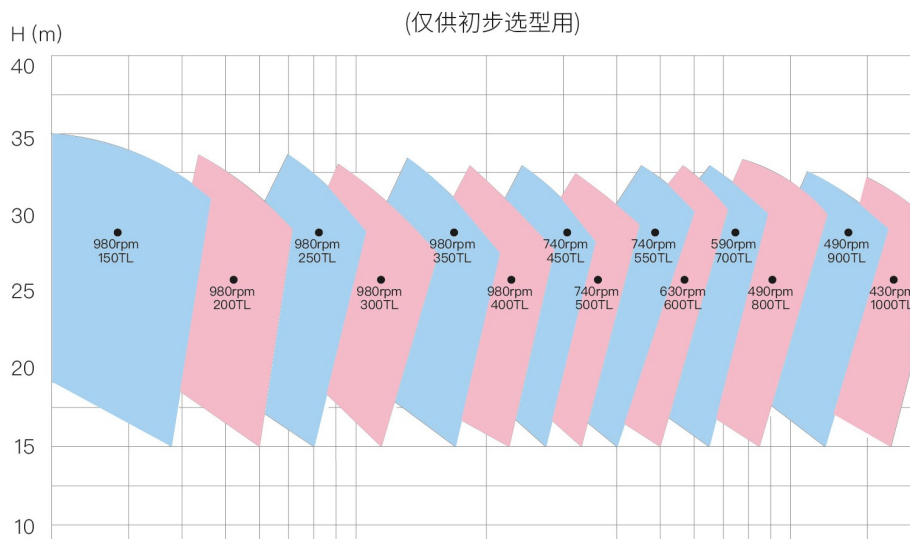 (仅供初步选型用)
H (m)
40
35
30
25
20
15
10
980rpm
150TL
980rpm
200TL
980rpm
250TL
980rpm
300TL
980rpm
350TL
980rpm
400TL
740rpm
450TL
740rpm
500TL
740rpm
550TL
630rpm
600TL
590rpm
700TL
490rpm
800TL
490rpm
900TL
430rpm
1000TL